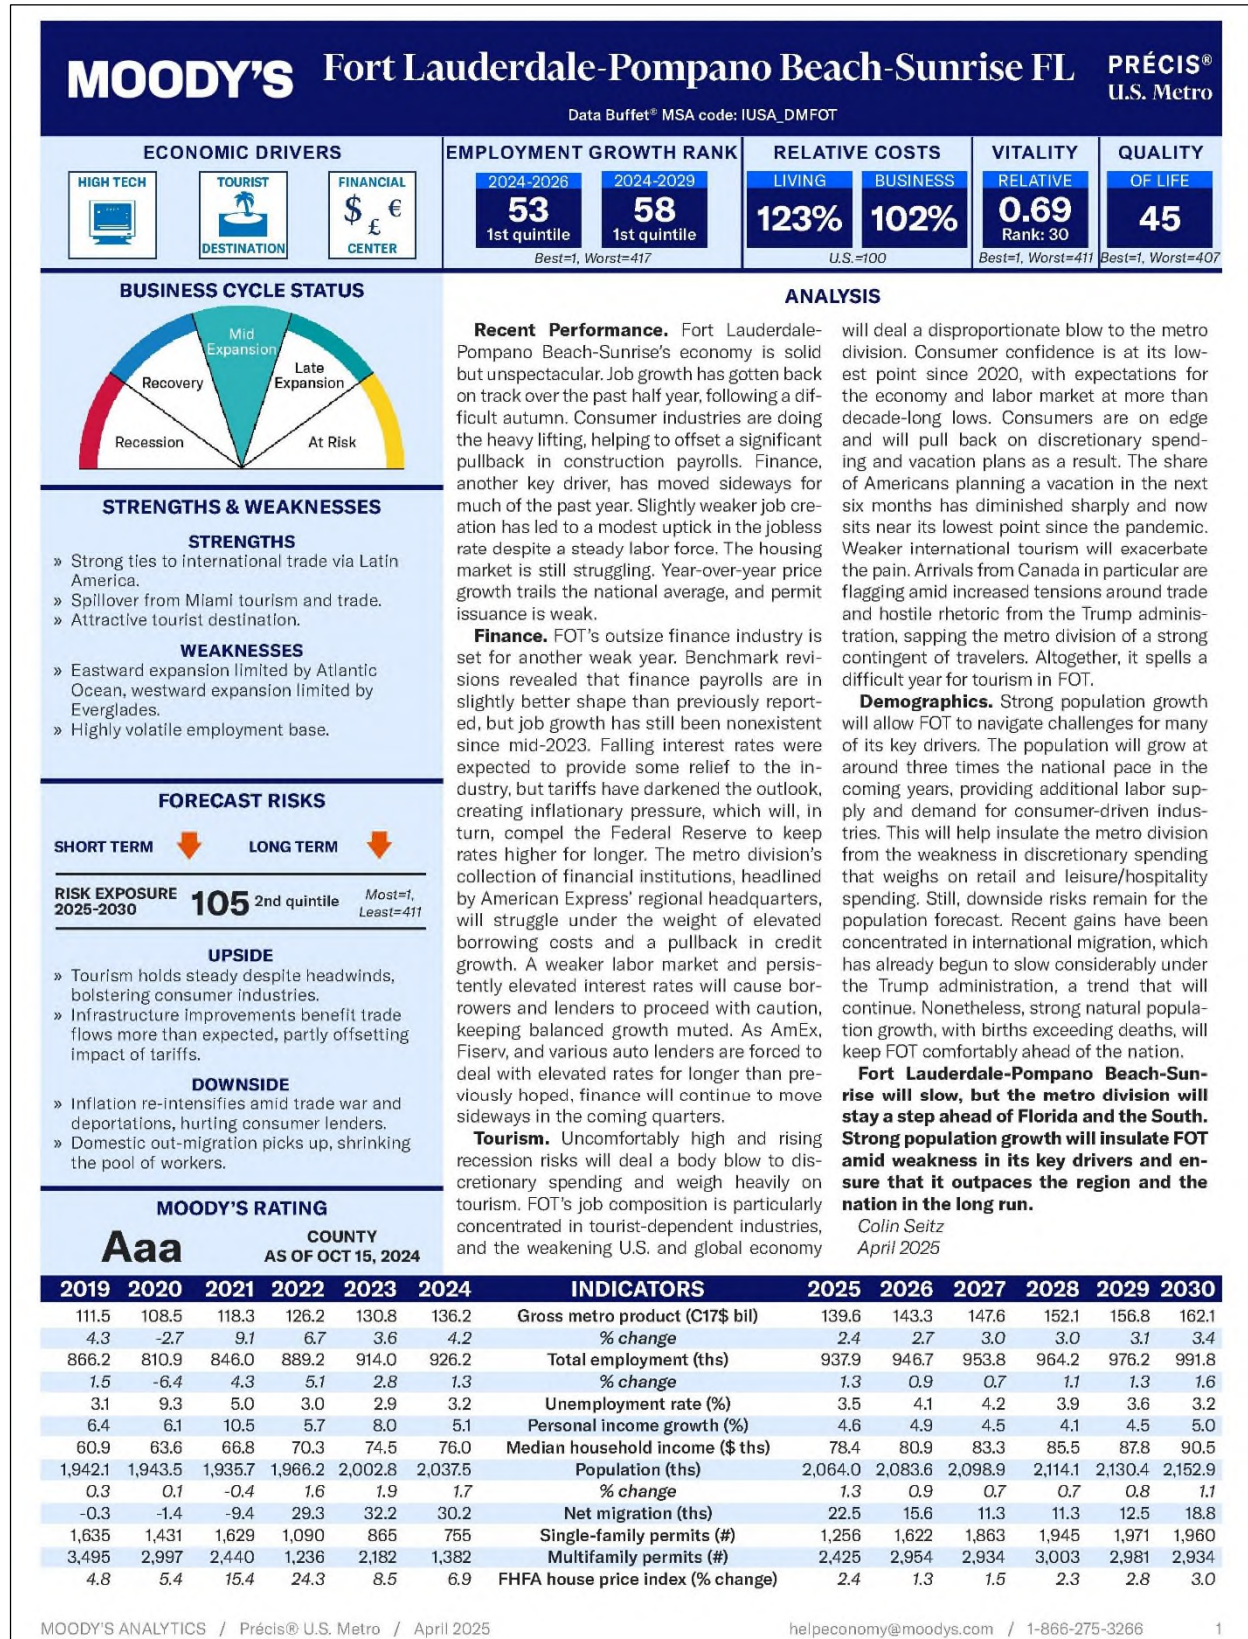 MOODY'S Fort Lauderdale-Pompano Beach-Sunrise FL PRÉCIS®
U.S. Metro
Data Buffet® MSA code: IUSA_DMFOT
ECONOMIC DRIVERS
HIGH TECH
TOURIST
DESTINATION
FINANCIAL
$ £ €
CENTER
EMPLOYMENT GROWTH RANK
2024-2026
53
1st quintile
2024-2029
58
1st quintile
Best=1, Worst=417
RELATIVE COSTS
LIVING
123%
BUSINESS
102%
U.S.=100
VITALITY
RELATIVE
0.69
Rank: 30
Best=1, Worst=411
QUALITY
OF LIFE
45
Best=1, Worst=407
BUSINESS CYCLE STATUS
Recession
Recovery
Mid
Expansion
Late
Expansion
At Risk
STRENGTHS & WEAKNESSES
STRENGTHS
» Strong ties to international trade via Latin
America.
» Spillover from Miami tourism and trade.
» Attractive tourist destination.
WEAKNESSES
» Eastward expansion limited by Atlantic
Ocean, westward expansion limited by
Everglades.
» Highly volatile employment base.
FORECAST RISKS
SHORT TERM LONG TERM
RISK EXPOSURE
2025-2030
105 2nd quintile
Most=1,
Least=411
UPSIDE
» Tourism holds steady despite headwinds,
bolstering consumer industries.
» Infrastructure improvements benefit trade
flows more than expected, partly offsetting
impact of tariffs.
DOWNSIDE
» Inflation re-intensifies amid trade war and
deportations, hurting consumer lenders.
» Domestic out-migration picks up, shrinking
the pool of workers.
MOODY'S RATING
Aaa
COUNTY
AS OF OCT 15, 2024
ANALYSIS
Recent Performance. Fort Lauderdale-
Pompano Beach-Sunrise's economy is solid
but unspectacular. Job growth has gotten back
on track over the past half year, following a dif-
ficult autumn. Consumer industries are doing
the heavy lifting, helping to offset a significant
pullback in construction payrolls. Finance,
another key driver, has moved sideways for
much of the past year. Slightly weaker job cre-
ation has led to a modest uptick in the jobless
rate despite a steady labor force. The housing
market is still struggling. Year-over-year price
growth trails the national average, and permit
issuance is weak.
Finance. FOT's outsize finance industry is
set for another weak year. Benchmark revi-
sions revealed that finance payrolls are in
slightly better shape than previously report-
ed, but job growth has still been nonexistent
since mid-2023. Falling interest rates were
expected to provide some relief to the in-
dustry, but tariffs have darkened the outlook,
creating inflationary pressure, which will, in
turn, compel the Federal Reserve to keep
rates higher for longer. The metro division's
collection of financial institutions, headlined
by American Express' regional headquarters,
will struggle under the weight of elevated
borrowing costs and a pullback in credit
growth. A weaker labor market and persis-
tently elevated interest rates will cause bor-
rowers and lenders to proceed with caution,
keeping balanced growth muted. As AmEx,
Fiserv, and various auto lenders are forced to
deal with elevated rates for longer than pre-
viously hoped, finance will continue to move
sideways in the coming quarters.
Tourism. Uncomfortably high and rising
recession risks will deal a body blow to dis-
cretionary spending and weigh heavily on
tourism. FOT's job composition is particularly
concentrated in tourist-dependent industries,
and the weakening U.S. and global economy
will deal a disproportionate blow to the metro
division. Consumer confidence is at its low-
est point since 2020, with expectations for
the economy and labor market at more than
decade-long lows. Consumers are on edge
and will pull back on discretionary spend-
ing and vacation plans as a result. The share
of Americans planning a vacation in the next
six months has diminished sharply and now
sits near its lowest point since the pandemic.
Weaker international tourism will exacerbate
the pain. Arrivals from Canada in particular are
flagging amid increased tensions around trade
and hostile rhetoric from the Trump adminis-
tration, sapping the metro division of a strong
contingent of travelers. Altogether, it spells a
difficult year for tourism in FOT.
Demographics. Strong population growth
will allow FOT to navigate challenges for many
of its key drivers. The population will grow at
around three times the national pace in the
coming years, providing additional labor sup-
ply and demand for consumer-driven indus-
tries. This will help insulate the metro division
from the weakness in discretionary spending
that weighs on retail and leisure/hospitality
spending. Still, downside risks remain for the
population forecast. Recent gains have been
concentrated in international migration, which
has already begun to slow considerably under
the Trump administration, a trend that will
continue. Nonetheless, strong natural popula-
tion growth, with births exceeding deaths, will
keep FOT comfortably ahead of the nation.
Fort Lauderdale-Pompano Beach-Sun-
rise will slow, but the metro division will
stay a step ahead of Florida and the South.
Strong population growth will insulate FOT
amid weakness in its key drivers and en-
sure that it outpaces the region and the
nation in the long run.
Colin Seitz
April 2025
2019 2020 2021 2022 2023 2024 INDICATORS 2025 2026 2027 2028 2029 2030
111.5 108.5 118.3 126.2 130.8 136.2 Gross metro product (C17$ bil) 139.6 143.3 147.6 152.1 156.8 162.1
4.3 -2.7 9.1 6.7 3.6 4.2 % change 2.4 2.7 3.0 3.0 3.1 3.4
866.2 810.9 846.0 889.2 914.0 926.2 Total employment (ths) 937.9 946.7 953.8 964.2 976.2 991.8
1.5 -6.4 4.3 5.1 2.8 1.3 % change 1.3 0.9 0.7 1.1 1.3 1.6
3.1 9.3 5.0 3.0 2.9 3.2 Unemployment rate (%) 3.5 4.1 4.2 3.9 3.6 3.2
6.4 6.1 10.5 5.7 8.0 5.1 Personal income growth (%) 4.6 4.9 4.5 4.1 4.5 5.0
60.9 63.6 66.8 70.3 74.5 76.0 Median household income ($ ths) 78.4 80.9 83.3 85.5 87.8 90.5
1,942.1 1,943.5 1,935.7 1,966.2 2,002.8 2,037.5 Population (ths) 2,064.0 2,083.6 2,098.9 2,114.1 2,130.4 2,152.9
0.3 0.1 -0.4 1.6 1.9 1.7 % change 1.3 0.9 0.7 0.7 0.8 1.1
-0.3 -1.4 -9.4 29.3 32.2 30.2 Net migration (ths) 22.5 15.6 11.3 11.3 12.5 18.8
1,635 1,431 1,629 1,090 865 755 Single-family permits (#) 1,256 1,622 1,863 1,945 1,971 1,960
3,495 2,997 2,440 1,236 2,182 1,382 Multifamily permits (#) 2,425 2,954 2,934 3,003 2,981 2,934
4.8 5.4 15.4 24.3 8.5 6.9 FHFA house price index (% change) 2.4 1.3 1.5 2.3 2.8 3.0
MOODY'S ANALYTICS / Précis® U.S. Metro / April 2025 helpeconomy@moodys.com / 1-866-275-3266 1